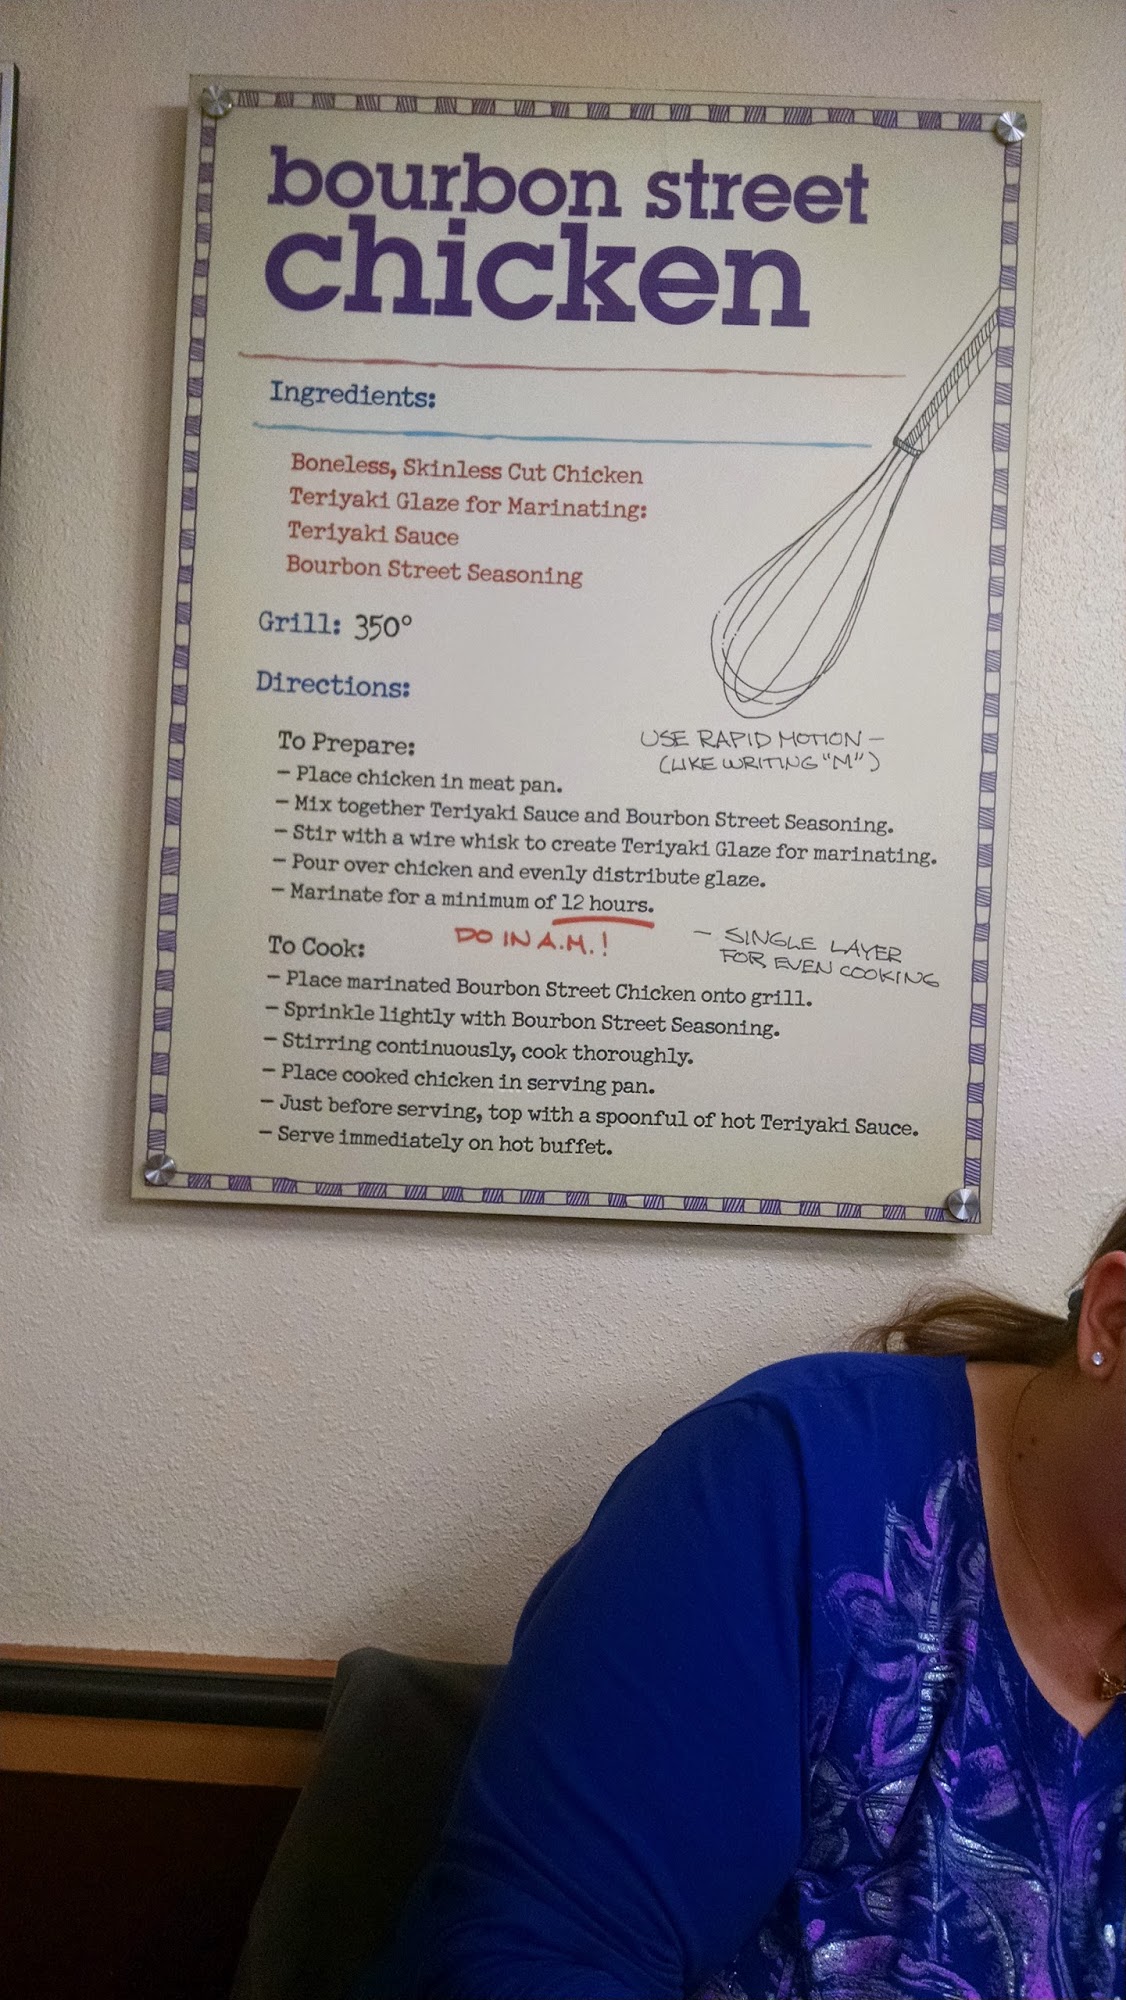 bourbon street
chicken
Ingredients:
Boneless, Skinless Cut Chicken
Teriyaki Glaze for Marinating:
Teriyaki Sauce
Bourbon Street Seasoning
Grill: 350°
Directions:
To Prepare:
USE RAPID MOTION –
(LIKE WRITING "M")
– Place chicken in meat pan.
– Mix together Teriyaki Sauce and Bourbon Street Seasoning.
– Stir with a wire whisk to create Teriyaki Glaze for marinating.
– Pour over chicken and evenly distribute glaze.
– Marinate for a minimum of 12 hours.
DO IN A.M.!
– SINGLE LAYER
FOR EVEN COOKING
To Cook:
– Place marinated Bourbon Street Chicken onto grill.
– Sprinkle lightly with Bourbon Street Seasoning.
– Stirring continuously, cook thoroughly.
– Place cooked chicken in serving pan.
– Just before serving, top with a spoonful of hot Teriyaki Sauce.
– Serve immediately on hot buffet.